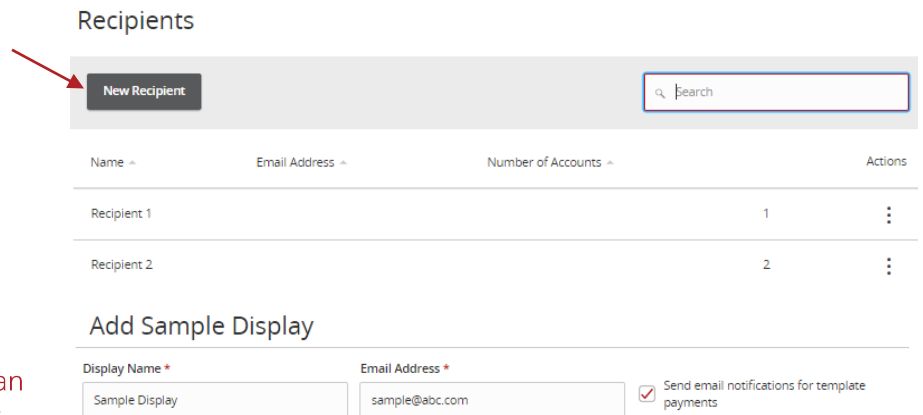 Recipients
New Recipient
Search
Name Email Address Number of Accounts Actions
Recipient 1 1
Recipient 2 2
Add Sample Display
Display Name * Email Address *
Sample Display sample@abc.com Send email notifications for template
payments